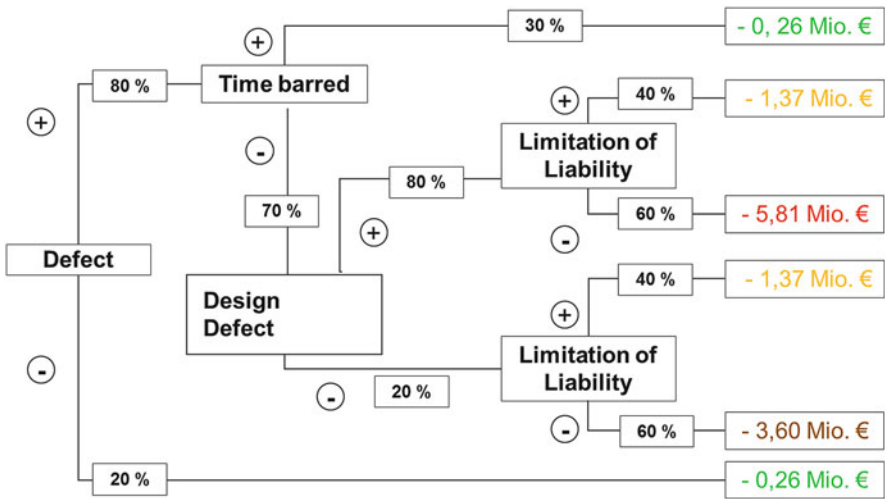 30 %
- 0, 26 Mio. €
+
80 %
Time barred
40 %
- 1,37 Mio. €
+
+
Limitation of
Liability
-
80 %
70 %
60 %
- 5,81 Mio. €
+
-
Defect
40 %
- 1,37 Mio. €
Design
Defect
+
Limitation of
Liability
-
-
20 %
-
60 %
- 3,60 Mio. €
20 %
- 0,26 Mio. €